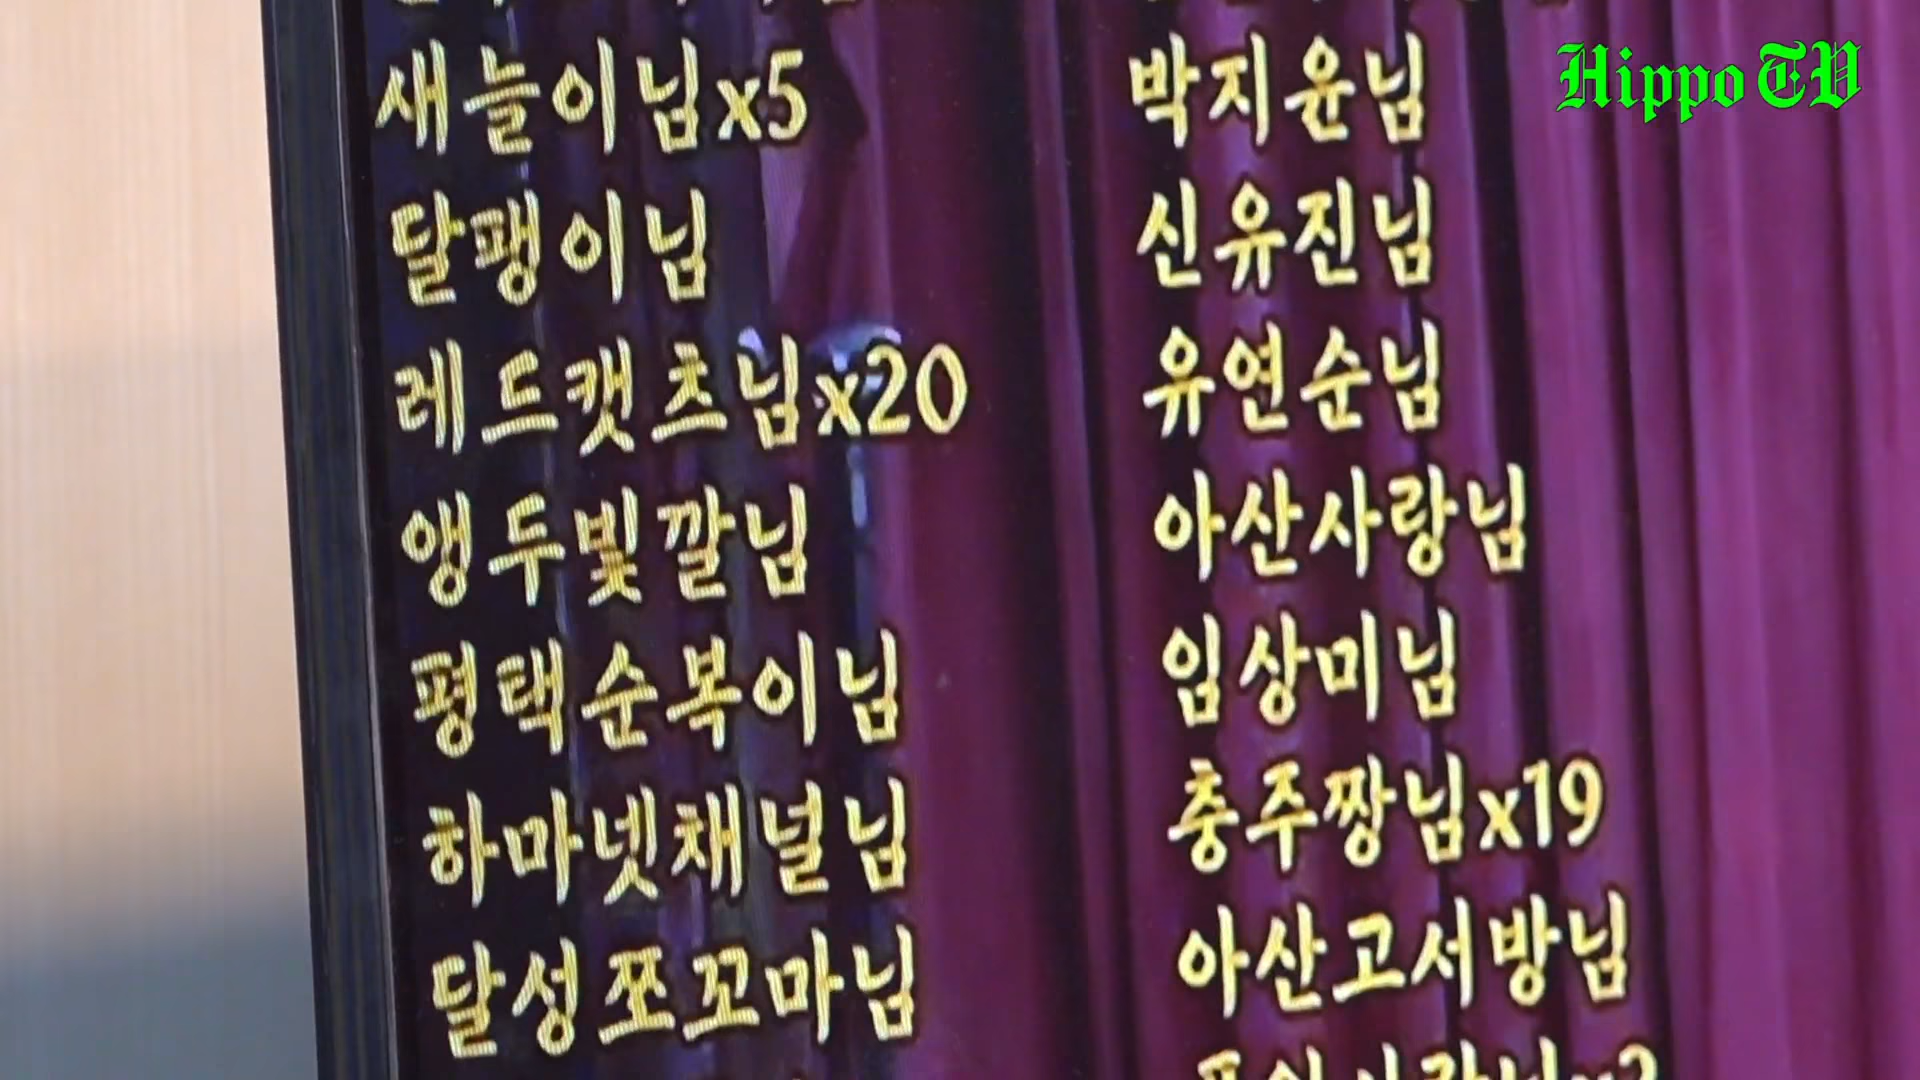 Hippo TV
새늘이님x5
달팽이님
레드캣츠님x20
앵두빛깔님
평택순복이님
하마넷채널님
달성쪼꼬마님
박지윤님
신유진님
유연순님
아산사랑님
임상미님
충주짱님x19
아산고서방님